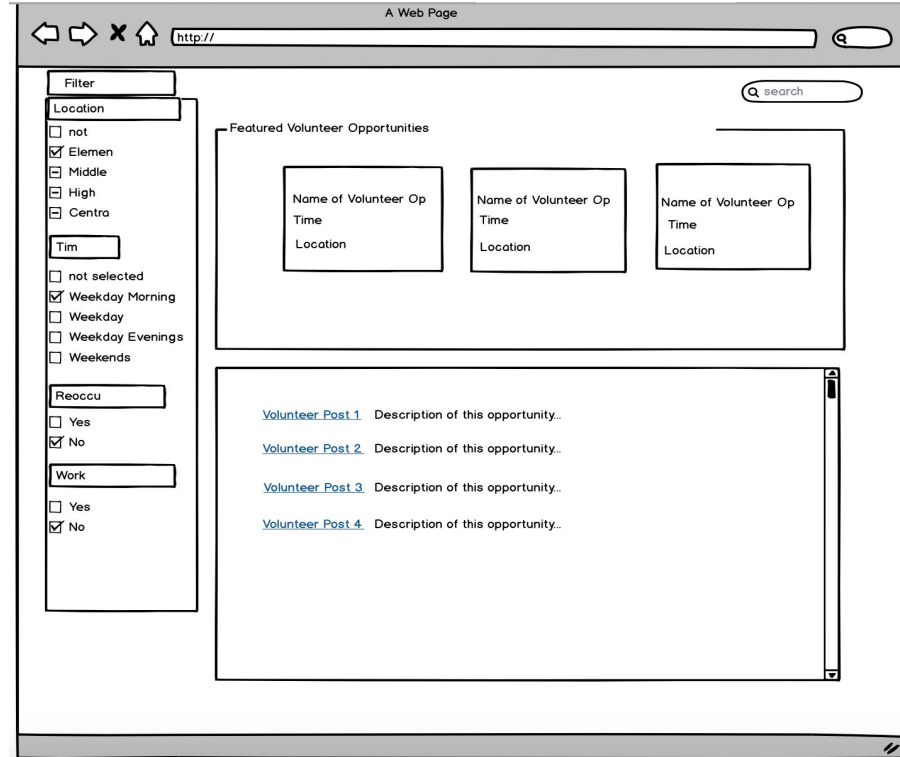 A Web Page
http://
Filter
search
Location
not
Elemen
Middle
High
Centra
Tim
not selected
Weekday Morning
Weekday
Weekday Evenings
Weekends
Reoccu
Yes
No
Work
Yes
No
Featured Volunteer Opportunities
Name of Volunteer Op
Time
Location
Name of Volunteer Op
Time
Location
Name of Volunteer Op
Time
Location
Volunteer Post 1 Description of this opportunity...
Volunteer Post 2 Description of this opportunity...
Volunteer Post 3 Description of this opportunity...
Volunteer Post 4 Description of this opportunity...